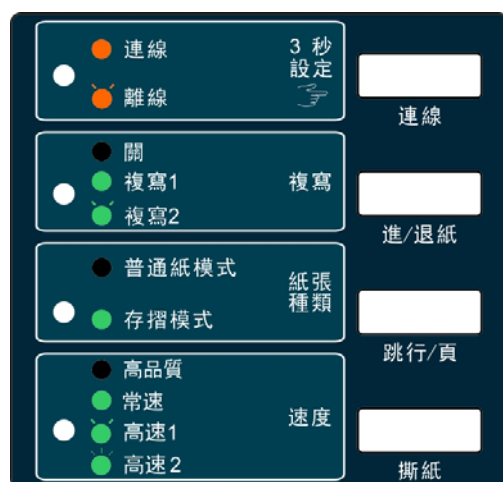 連線
離線
3 秒
設定
連線
關
複寫1
複寫2
複寫
進/退紙
普通紙模式
存摺模式
紙張
種類
跳行/頁
高品質
常速
高速1
高速2
速度
撕紙